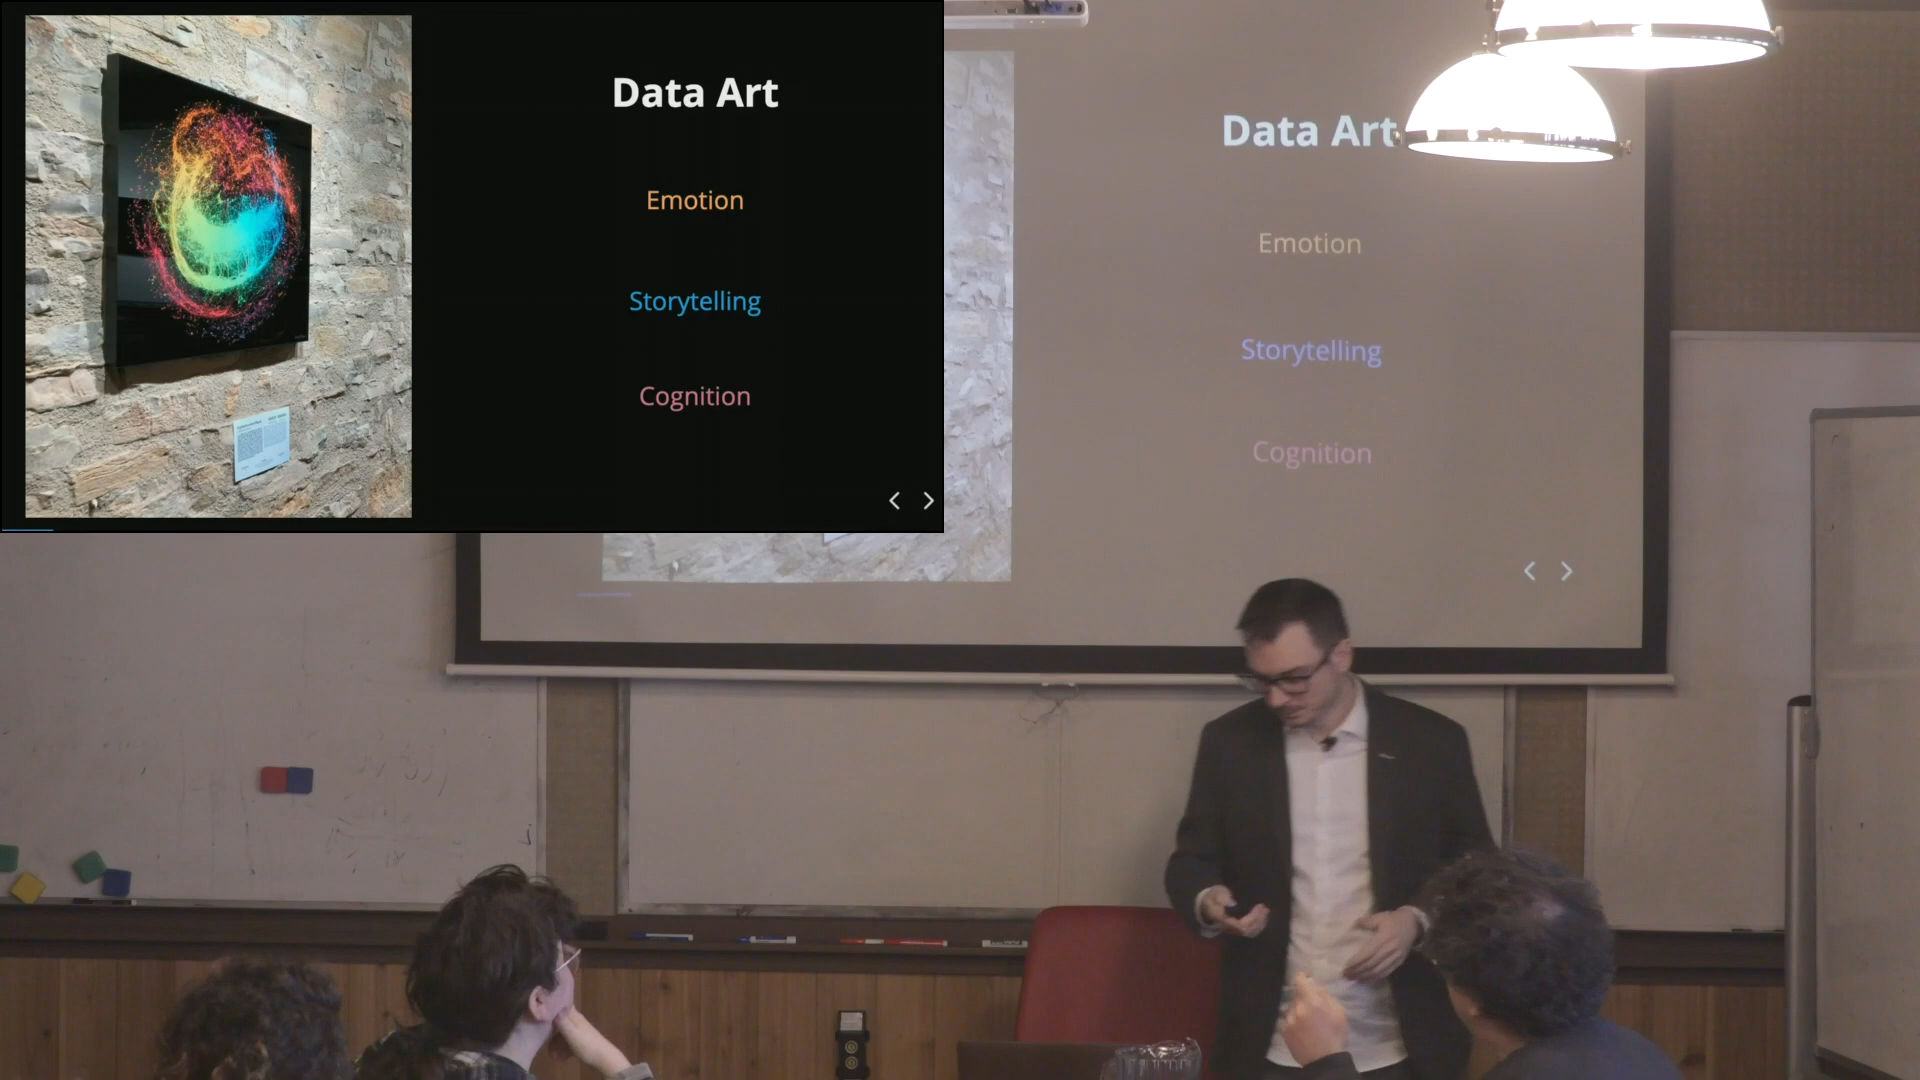 Data Art
Emotion
Storytelling
Cognition
Data Art
Emotion
Storytelling
Cognition